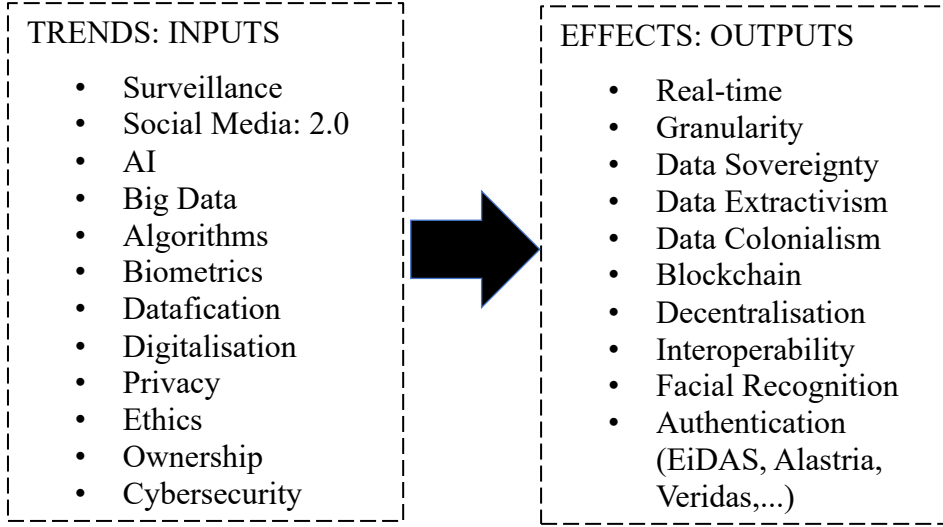 TRENDS: INPUTS
• Surveillance
• Social Media: 2.0
• AI
• Big Data
• Algorithms
• Biometrics
• Datafication
• Digitalisation
• Privacy
• Ethics
• Ownership
• Cybersecurity
EFFECTS: OUTPUTS
• Real-time
• Granularity
• Data Sovereignty
• Data Extractivism
• Data Colonialism
• Blockchain
• Decentralisation
• Interoperability
• Facial Recognition
• Authentication
(EiDAS, Alastria,
Veridas,...)